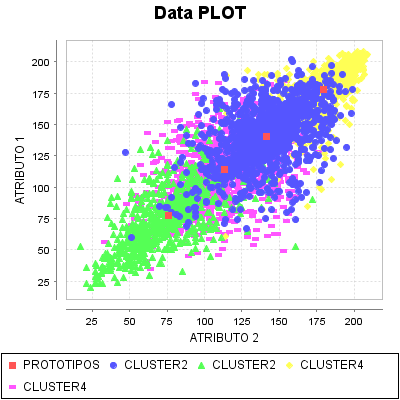 Data PLOT
ATRIBUTO 1
200
175
150
125
100
75
50
25
25 50 75 100 125 150 175 200
ATRIBUTO 2
PROTOTIPOS CLUSTER2 CLUSTER2 CLUSTER4
CLUSTER4